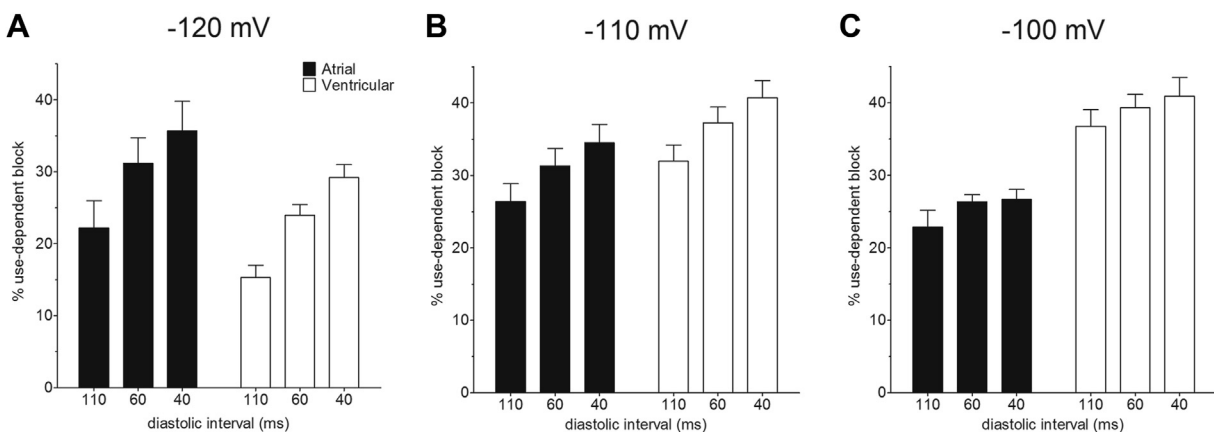 A
-120 mV
Atrial
Ventricular
% use-dependent block
40
30
20
10
0
110 60 40 110 60 40
diastolic interval (ms)
B
-110 mV
% use-dependent block
40
30
20
10
0
110 60 40 110 60 40
diastolic interval (ms)
C
-100 mV
% use-dependent block
40
30
20
10
0
110 60 40 110 60 40
diastolic interval (ms)